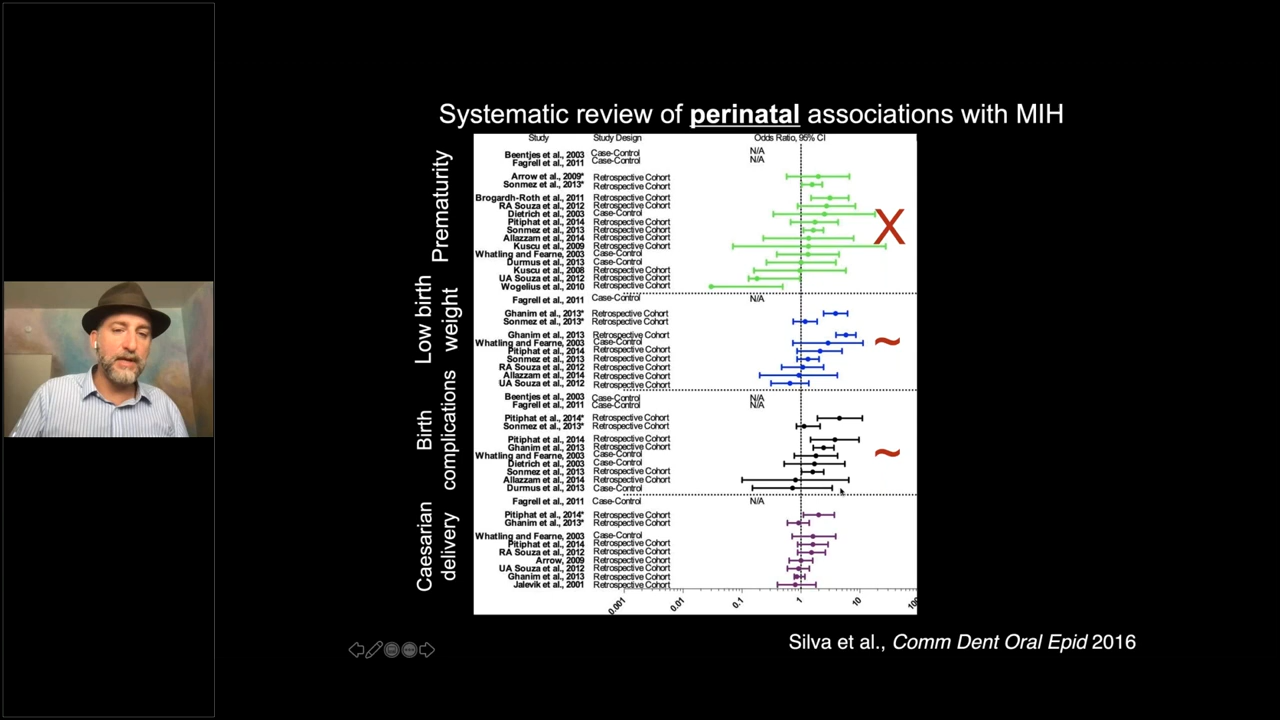 Systematic review of perinatal associations with MIH
Study Study Design Odds Ratio, 95% CI
Prematurity
Beentjes et al., 2003 Case-Control N/A
Fagrell et al., 2011 Case-Control N/A
Arrow et al., 2009* Retrospective Cohort
Sonmez et al., 2013* Retrospective Cohort
Brogardh-Roth et al., 2011 Retrospective Cohort
RA Souza et al., 2012 Retrospective Cohort
Dietrich et al., 2003 Case-Control
Pitiphat et al., 2014 Retrospective Cohort
Sonmez et al., 2013 Retrospective Cohort
Allazzam et al., 2014 Retrospective Cohort
Kuscu et al., 2009 Retrospective Cohort
Whatling and Fearne, 2003 Case-Control
Durmus et al., 2013 Case-Control
Kuscu et al., 2008 Retrospective Cohort
UA Souza et al., 2012 Retrospective Cohort
Wogelius et al., 2010 Retrospective Cohort
X
Low birth
weight
Fagrell et al., 2011 Case-Control N/A
Ghanim et al., 2013* Retrospective Cohort
Sonmez et al., 2013* Retrospective Cohort
Ghanim et al., 2013 Retrospective Cohort
Whatling and Fearne, 2003 Case-Control
Pitiphat et al., 2014 Retrospective Cohort
Sonmez et al., 2013 Retrospective Cohort
RA Souza et al., 2012 Retrospective Cohort
Allazzam et al., 2014 Retrospective Cohort
UA Souza et al., 2012 Retrospective Cohort
~
Birth
complications
Beentjes et al., 2003 Case-Control N/A
Fagrell et al., 2011 Case-Control N/A
Pitiphat et al., 2014* Retrospective Cohort
Sonmez et al., 2013* Retrospective Cohort
Pitiphat et al., 2014 Retrospective Cohort
Ghanim et al., 2013 Retrospective Cohort
Whatling and Fearne, 2003 Case-Control
Dietrich et al., 2003 Case-Control
Sonmez et al., 2013 Retrospective Cohort
Allazzam et al., 2014 Retrospective Cohort
Durmus et al., 2013 Case-Control
~
Caesarian
delivery
Fagrell et al., 2011 Case-Control N/A
Pitiphat et al., 2014* Retrospective Cohort
Ghanim et al., 2013* Retrospective Cohort
Whatling and Fearne, 2003 Case-Control
Pitiphat et al., 2014 Retrospective Cohort
RA Souza et al., 2012 Retrospective Cohort
Arrow, 2009 Retrospective Cohort
UA Souza et al., 2012 Retrospective Cohort
Ghanim et al., 2013 Retrospective Cohort
Jalevik et al., 2001 Retrospective Cohort
0.001 0.01 0.1 1 10 100
Silva et al., Comm Dent Oral Epid 2016